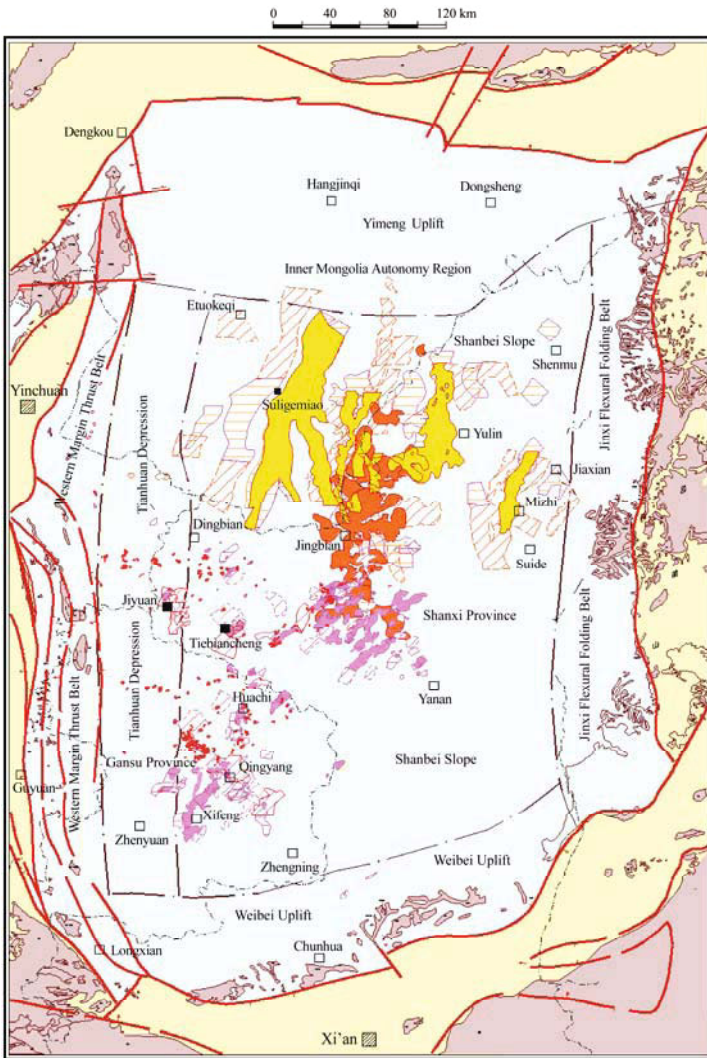 0 40 80 120 km
Dengkou
Hangjinqi
Dongsheng
Yimeng Uplift
Inner Mongolia Autonomy Region
Etuokeqi
Shanbei Slope
Shenmu
Jinxi Flexural Folding Belt
Yinchuan
Western Margin Thrust Belt
Tianhuan Depression
Suligemiao
Yulin
Jiaxian
Mizhi
Dingbian
Jingbian
Suide
Jiyuan
Tiebiancheng
Shanxi Province
Jinxi Flexural Folding Belt
Tianhuan Depression
Western Margin Thrust Belt
Huachi
Yanan
Gansu Province
Qingyang
Shanbei Slope
Guyuan
Xifeng
Zhenyuan
Zhengning
Weibei Uplift
Weibei Uplift
Longxian
Chunhua
Xi'an